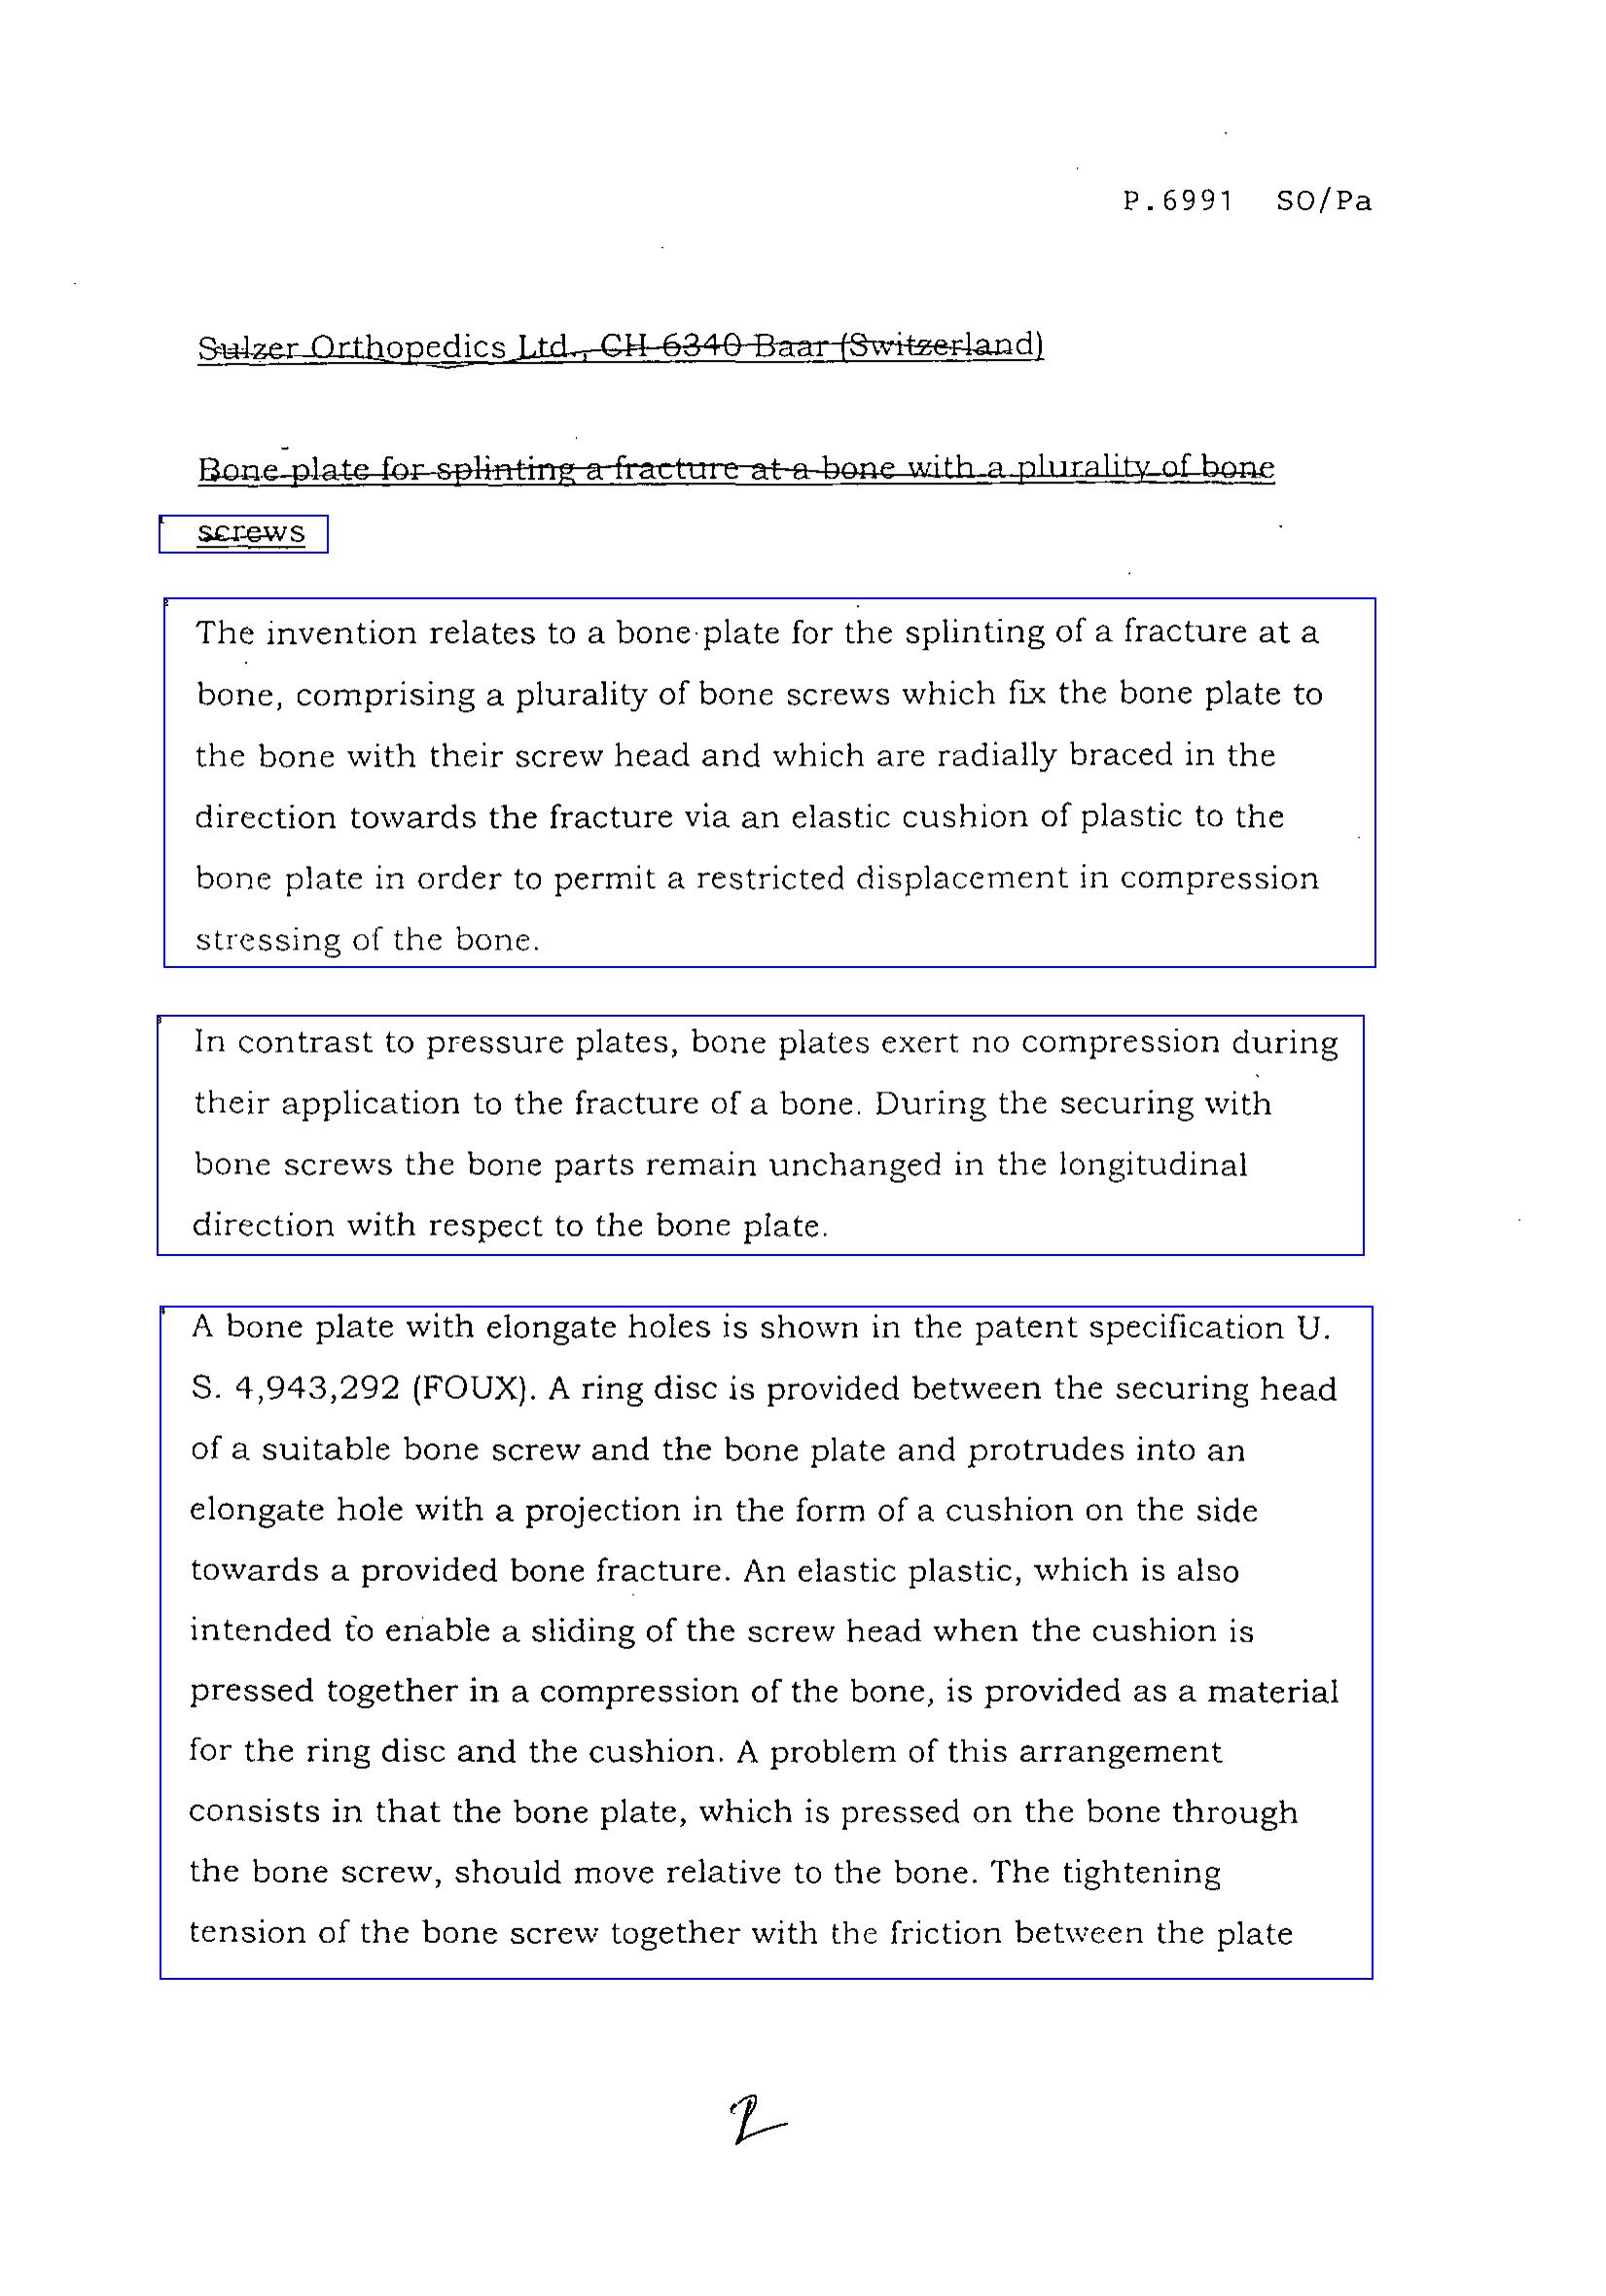 P.6991 SO/Pa
Sulzer Orthopedics Ltd., CH-6340 Baar (Switzerland)
Bone plate for splinting a fracture at a bone with a plurality of bone
screws
The invention relates to a bone plate for the splinting of a fracture at a
bone, comprising a plurality of bone screws which fix the bone plate to
the bone with their screw head and which are radially braced in the
direction towards the fracture via an elastic cushion of plastic to the
bone plate in order to permit a restricted displacement in compression
stressing of the bone.
In contrast to pressure plates, bone plates exert no compression during
their application to the fracture of a bone. During the securing with
bone screws the bone parts remain unchanged in the longitudinal
direction with respect to the bone plate.
A bone plate with elongate holes is shown in the patent specification U.
S. 4,943,292 (FOUX). A ring disc is provided between the securing head
of a suitable bone screw and the bone plate and protrudes into an
elongate hole with a projection in the form of a cushion on the side
towards a provided bone fracture. An elastic plastic, which is also
intended to enable a sliding of the screw head when the cushion is
pressed together in a compression of the bone, is provided as a material
for the ring disc and the cushion. A problem of this arrangement
consists in that the bone plate, which is pressed on the bone through
the bone screw, should move relative to the bone. The tightening
tension of the bone screw together with the friction between the plate
2